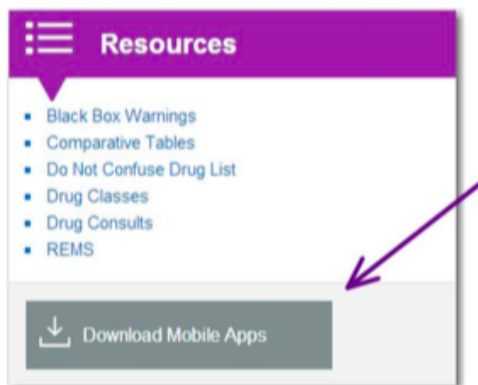 Resources
Black Box Warnings
Comparative Tables
Do Not Confuse Drug List
Drug Classes
Drug Consults
REMS
Download Mobile Apps